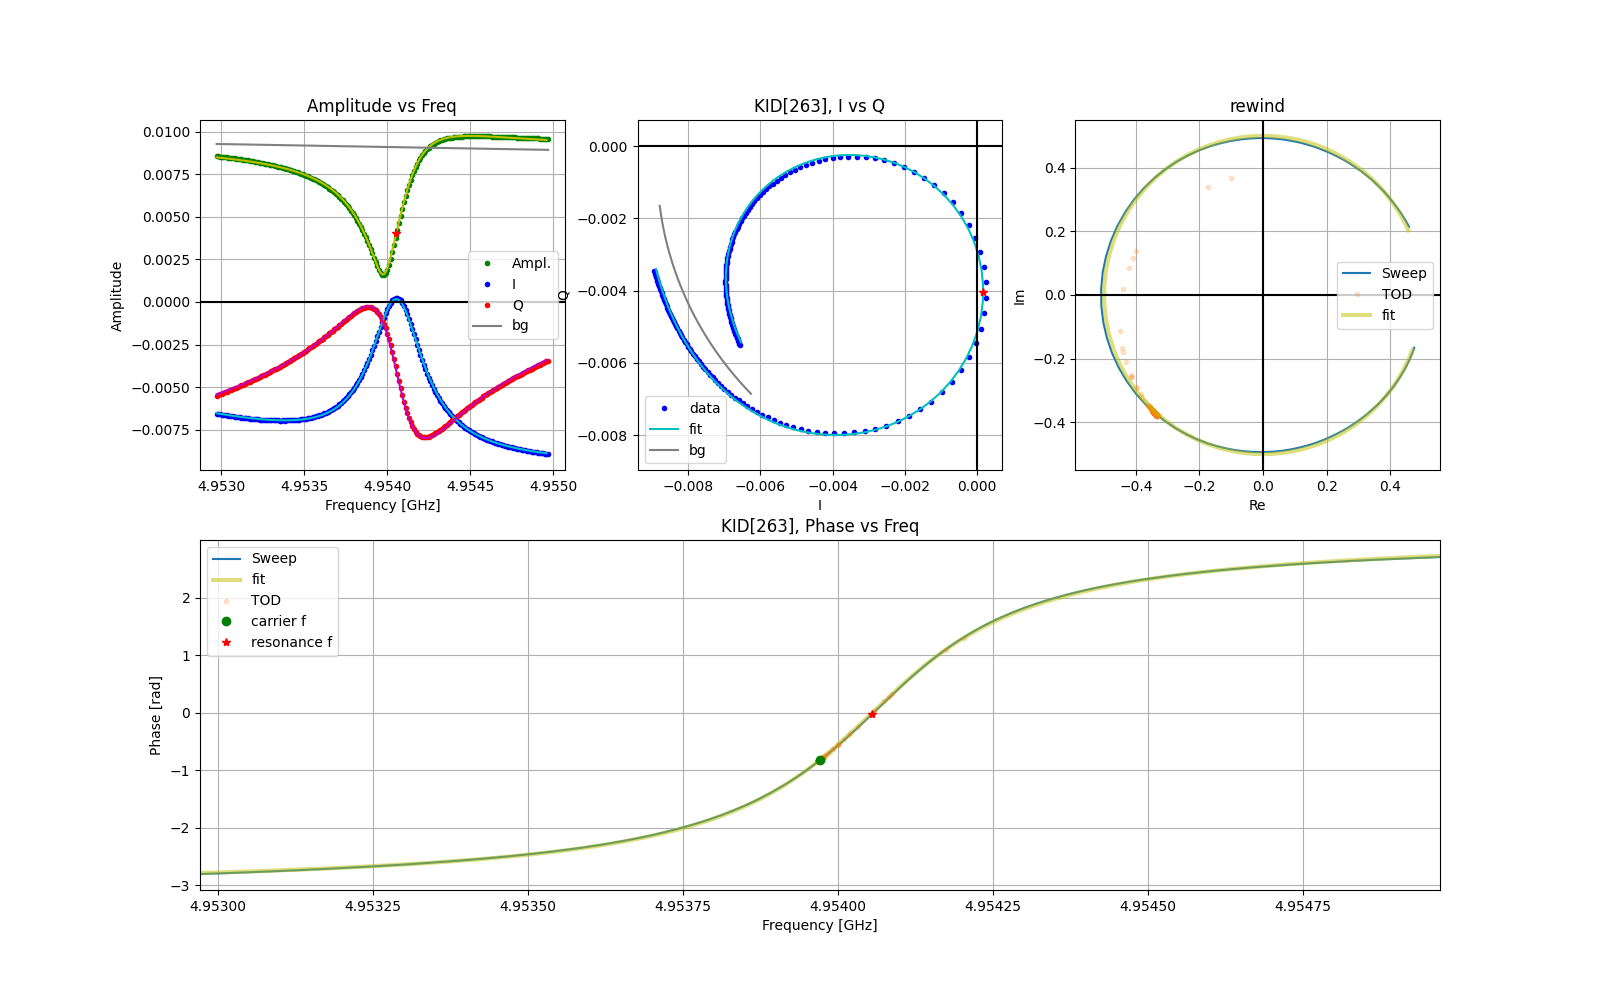 Amplitude vs Freq
0.0100
0.0075
0.0050
0.0025
0.0000
−0.0025
−0.0050
−0.0075
Amplitude
Ampl.
I
Q
bg
4.9530
4.9535
4.9540
4.9545
4.9550
Frequency [GHz]
KID[263], I vs Q
0.000
−0.002
−0.004
−0.006
−0.008
Q
data
fit
bg
−0.008
−0.006
−0.004
−0.002
0.000
I
rewind
0.4
0.2
0.0
−0.2
−0.4
Im
Sweep
TOD
fit
−0.4
−0.2
0.0
0.2
0.4
Re
KID[263], Phase vs Freq
2
1
0
−1
−2
−3
Phase [rad]
Sweep
fit
TOD
carrier f
resonance f
4.95300
4.95325
4.95350
4.95375
4.95400
4.95425
4.95450
4.95475
Frequency [GHz]